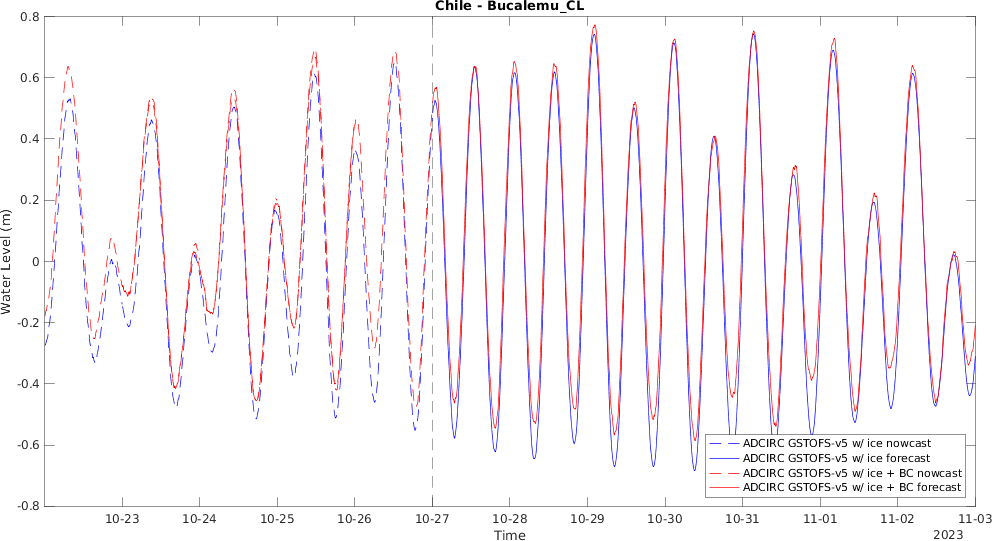 Chile - Bucalemu_CL
0.8
0.6
0.4
0.2
0
-0.2
-0.4
-0.6
-0.8
Water Level (m)
ADCIRC GSTOFS-v5 w/ ice nowcast
ADCIRC GSTOFS-v5 w/ ice forecast
ADCIRC GSTOFS-v5 w/ ice + BC nowcast
ADCIRC GSTOFS-v5 w/ ice + BC forecast
10-23 10-24 10-25 10-26 10-27 10-28 10-29 10-30 10-31 11-01 11-02 11-03
Time
2023